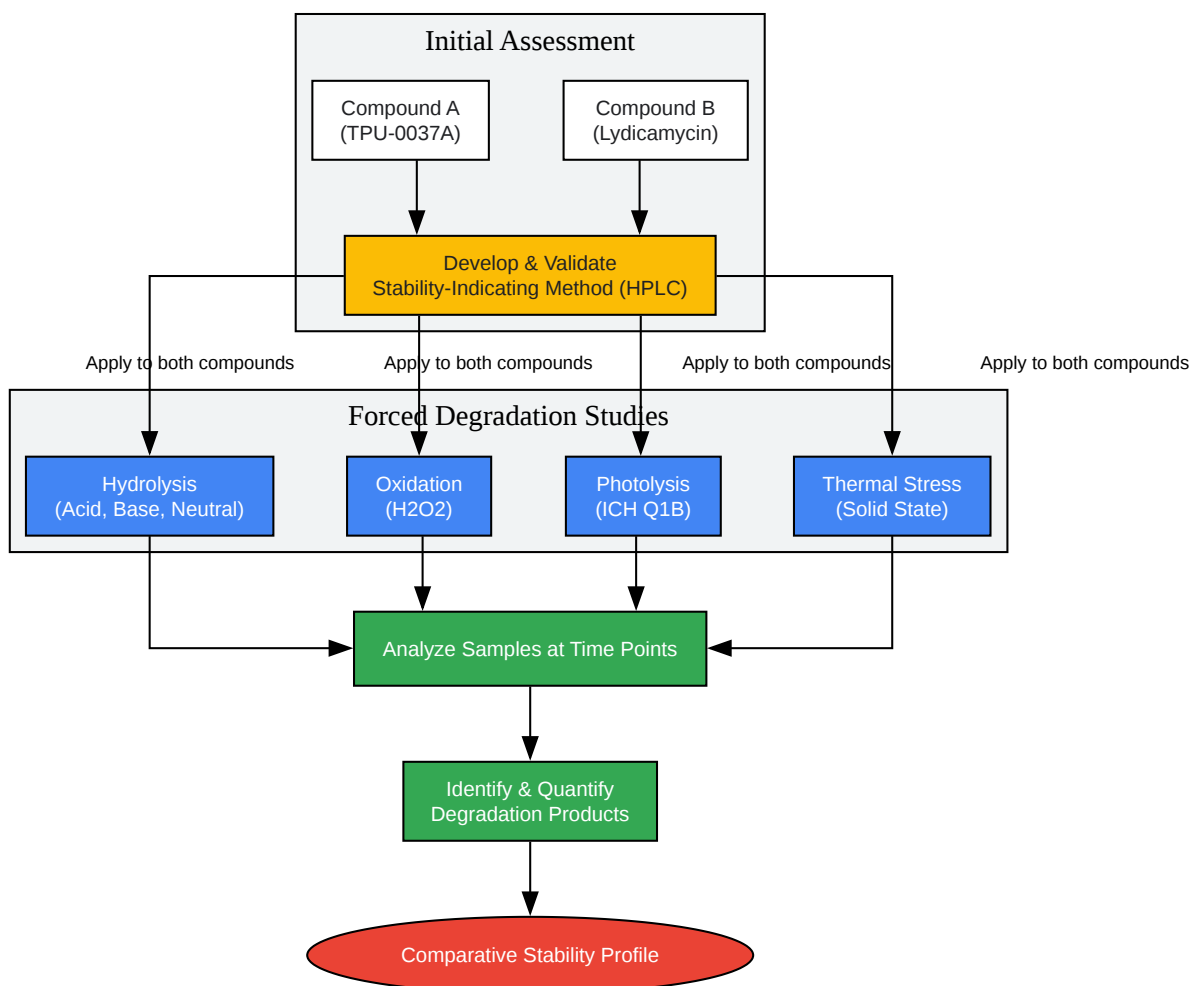 Initial Assessment
Compound A
(TPU-0037A)
Compound B
(Lydicamycin)
Develop & Validate
Stability-Indicating Method (HPLC)
Apply to both compounds
Apply to both compounds
Apply to both compounds
Apply to both compounds
Forced Degradation Studies
Hydrolysis
(Acid, Base, Neutral)
Oxidation
(H2O2)
Photolysis
(ICH Q1B)
Thermal Stress
(Solid State)
Analyze Samples at Time Points
Identify & Quantify
Degradation Products
Comparative Stability Profile